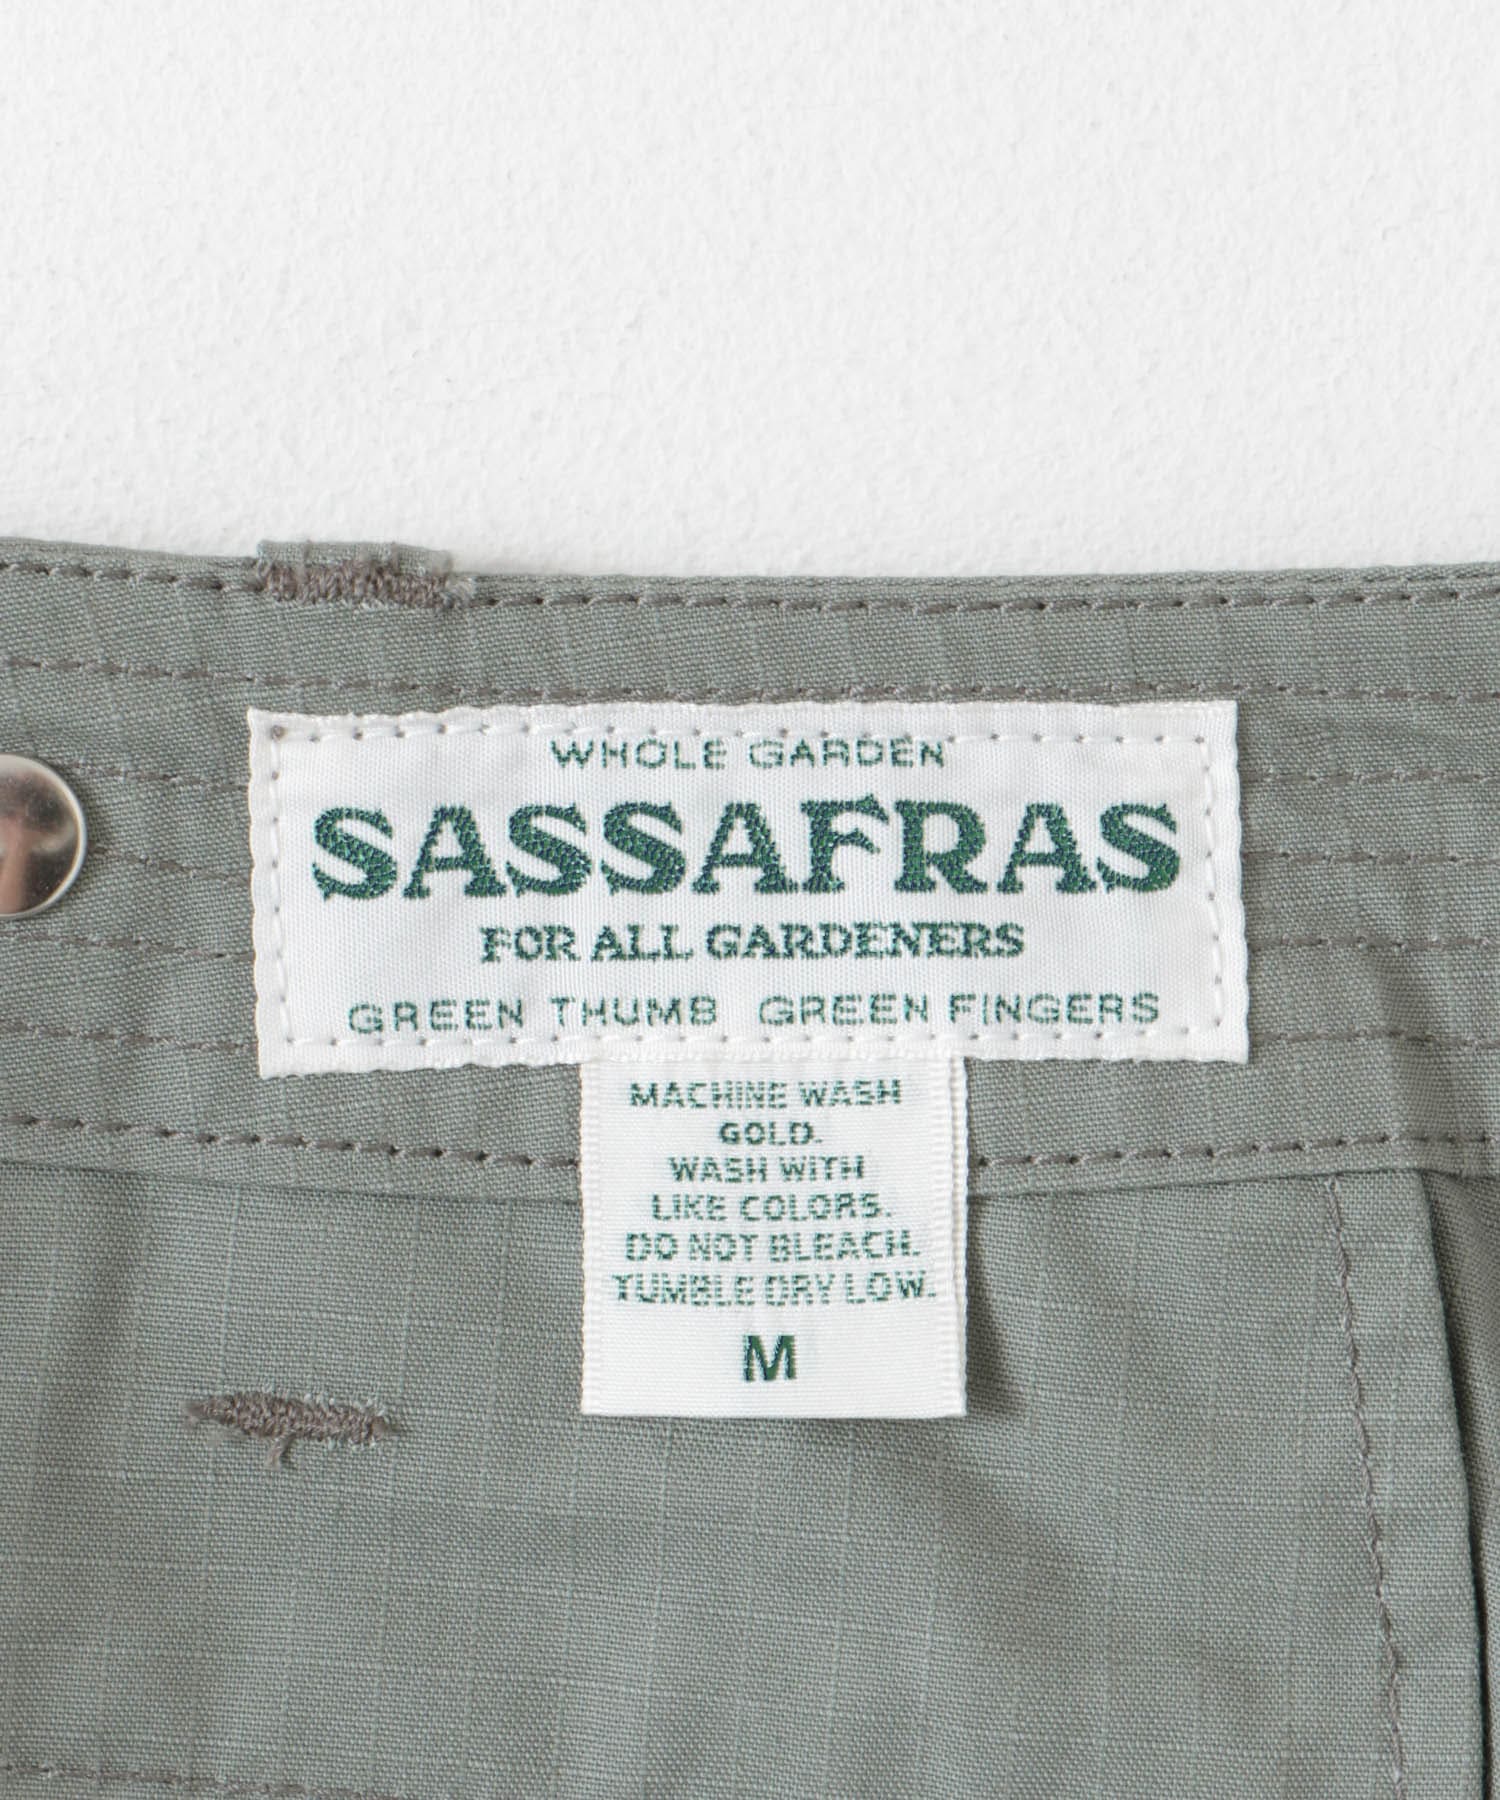 WHOLE GARDEN
SASSAFRAS
FOR ALL GARDENERS
GREEN THUMB GREEN FINGERS
MACHINE WASH
GOLD.
WASH WITH
LIKE COLORS.
DO NOT BLEACH.
TUMBLE DRY LOW.
M